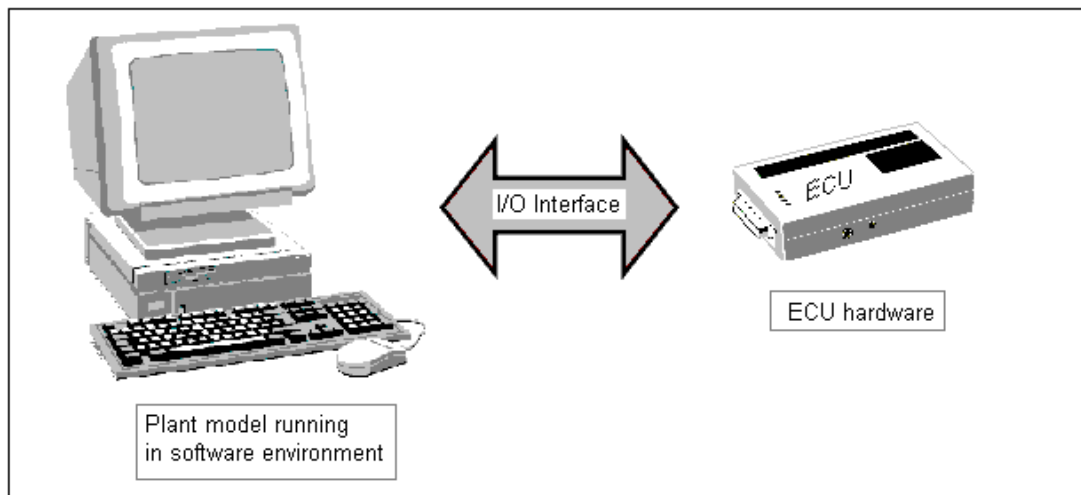 I/O Interface
ECU
ECU hardware
Plant model running
in software environment